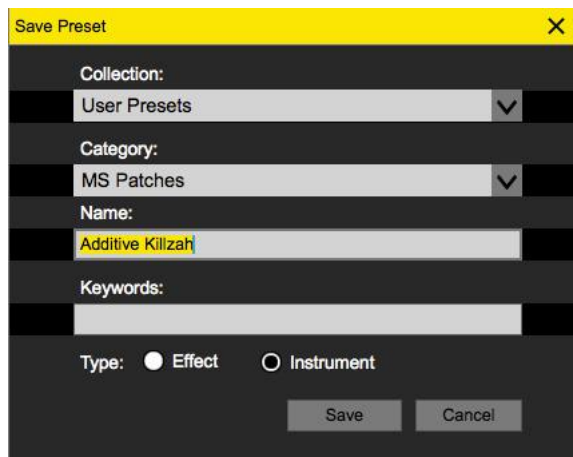 Save Preset
Collection:
User Presets
Category:
MS Patches
Name:
Additive Killzah
Keywords:
Type: Effect Instrument
Save Cancel